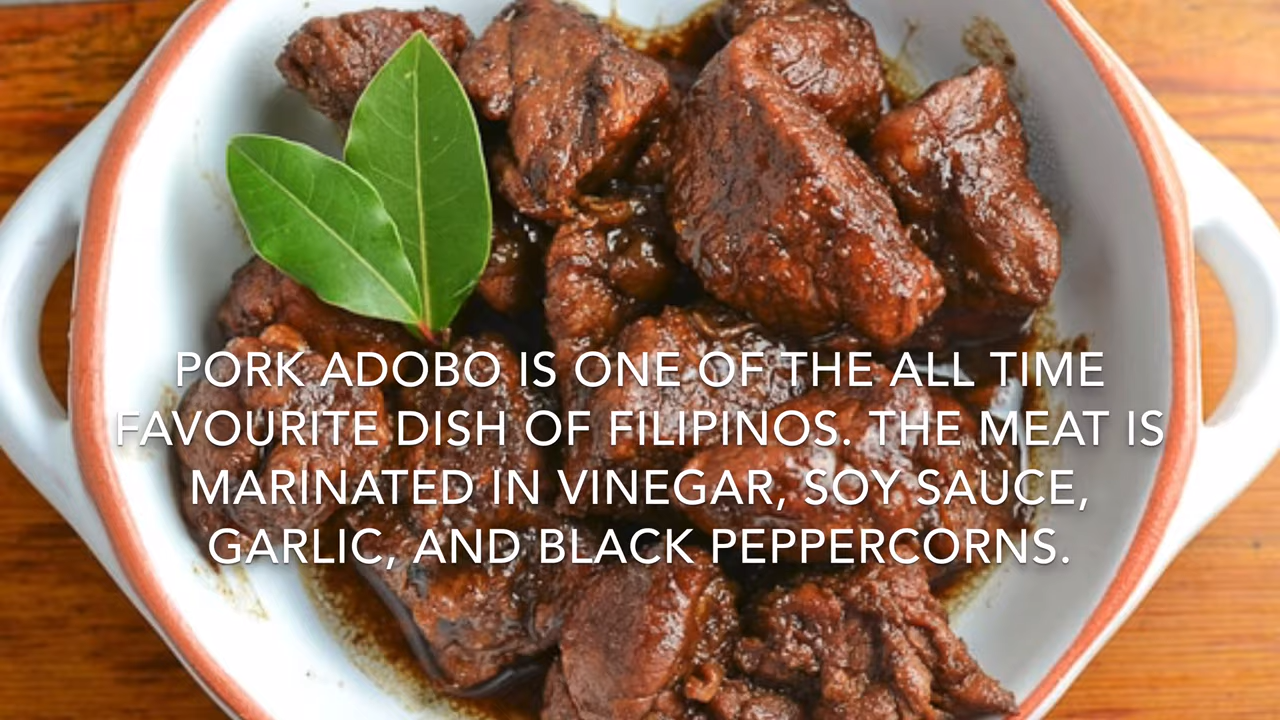 PORK ADOBO IS ONE OF THE ALL TIME
FAVOURITE DISH OF FILIPINOS. THE MEAT IS
MARINATED IN VINEGAR, SOY SAUCE,
GARLIC, AND BLACK PEPPERCORNS.